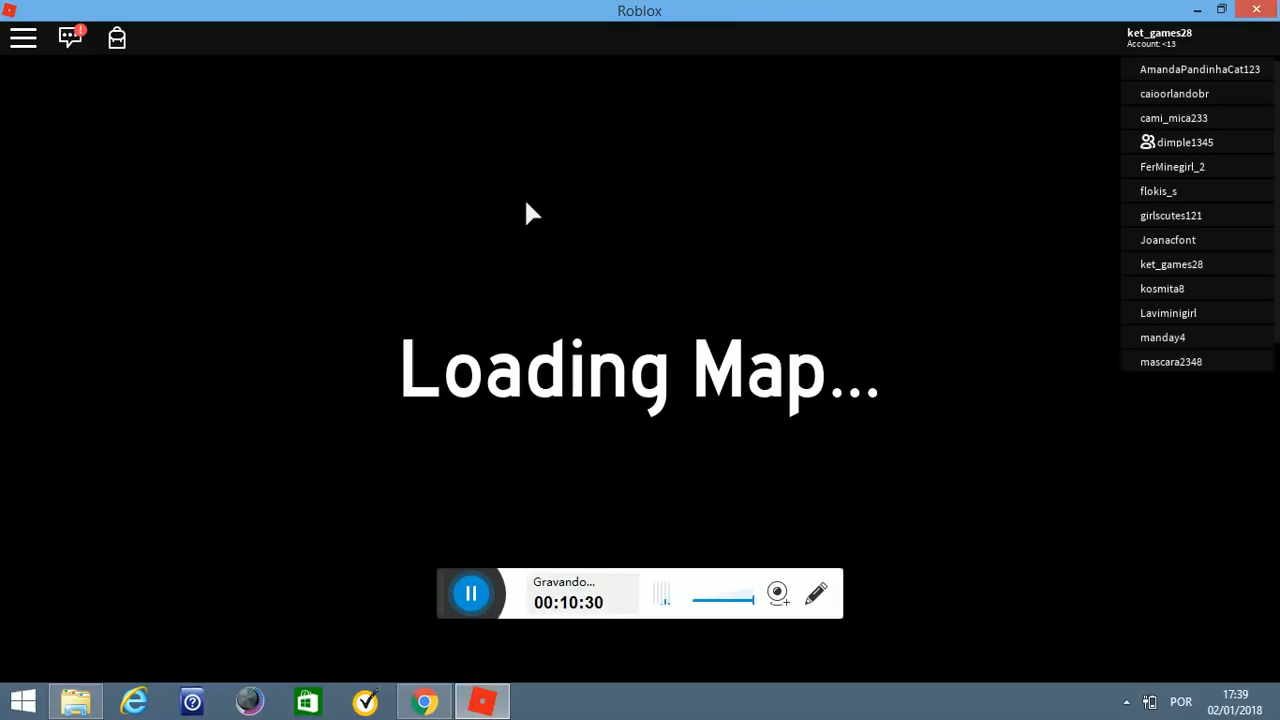 Roblox
ket_games28
Account: <13
AmandaPandinhaCat123
caioorlandobr
cami_mica233
dimple1345
FerMinegirl_2
flokis_s
girlscutes121
Joanacfont
ket_games28
kosmita8
Laviminigirl
manday4
mascara2348
Loading Map...
Gravando...
00:10:30
POR
17:39
02/01/2018